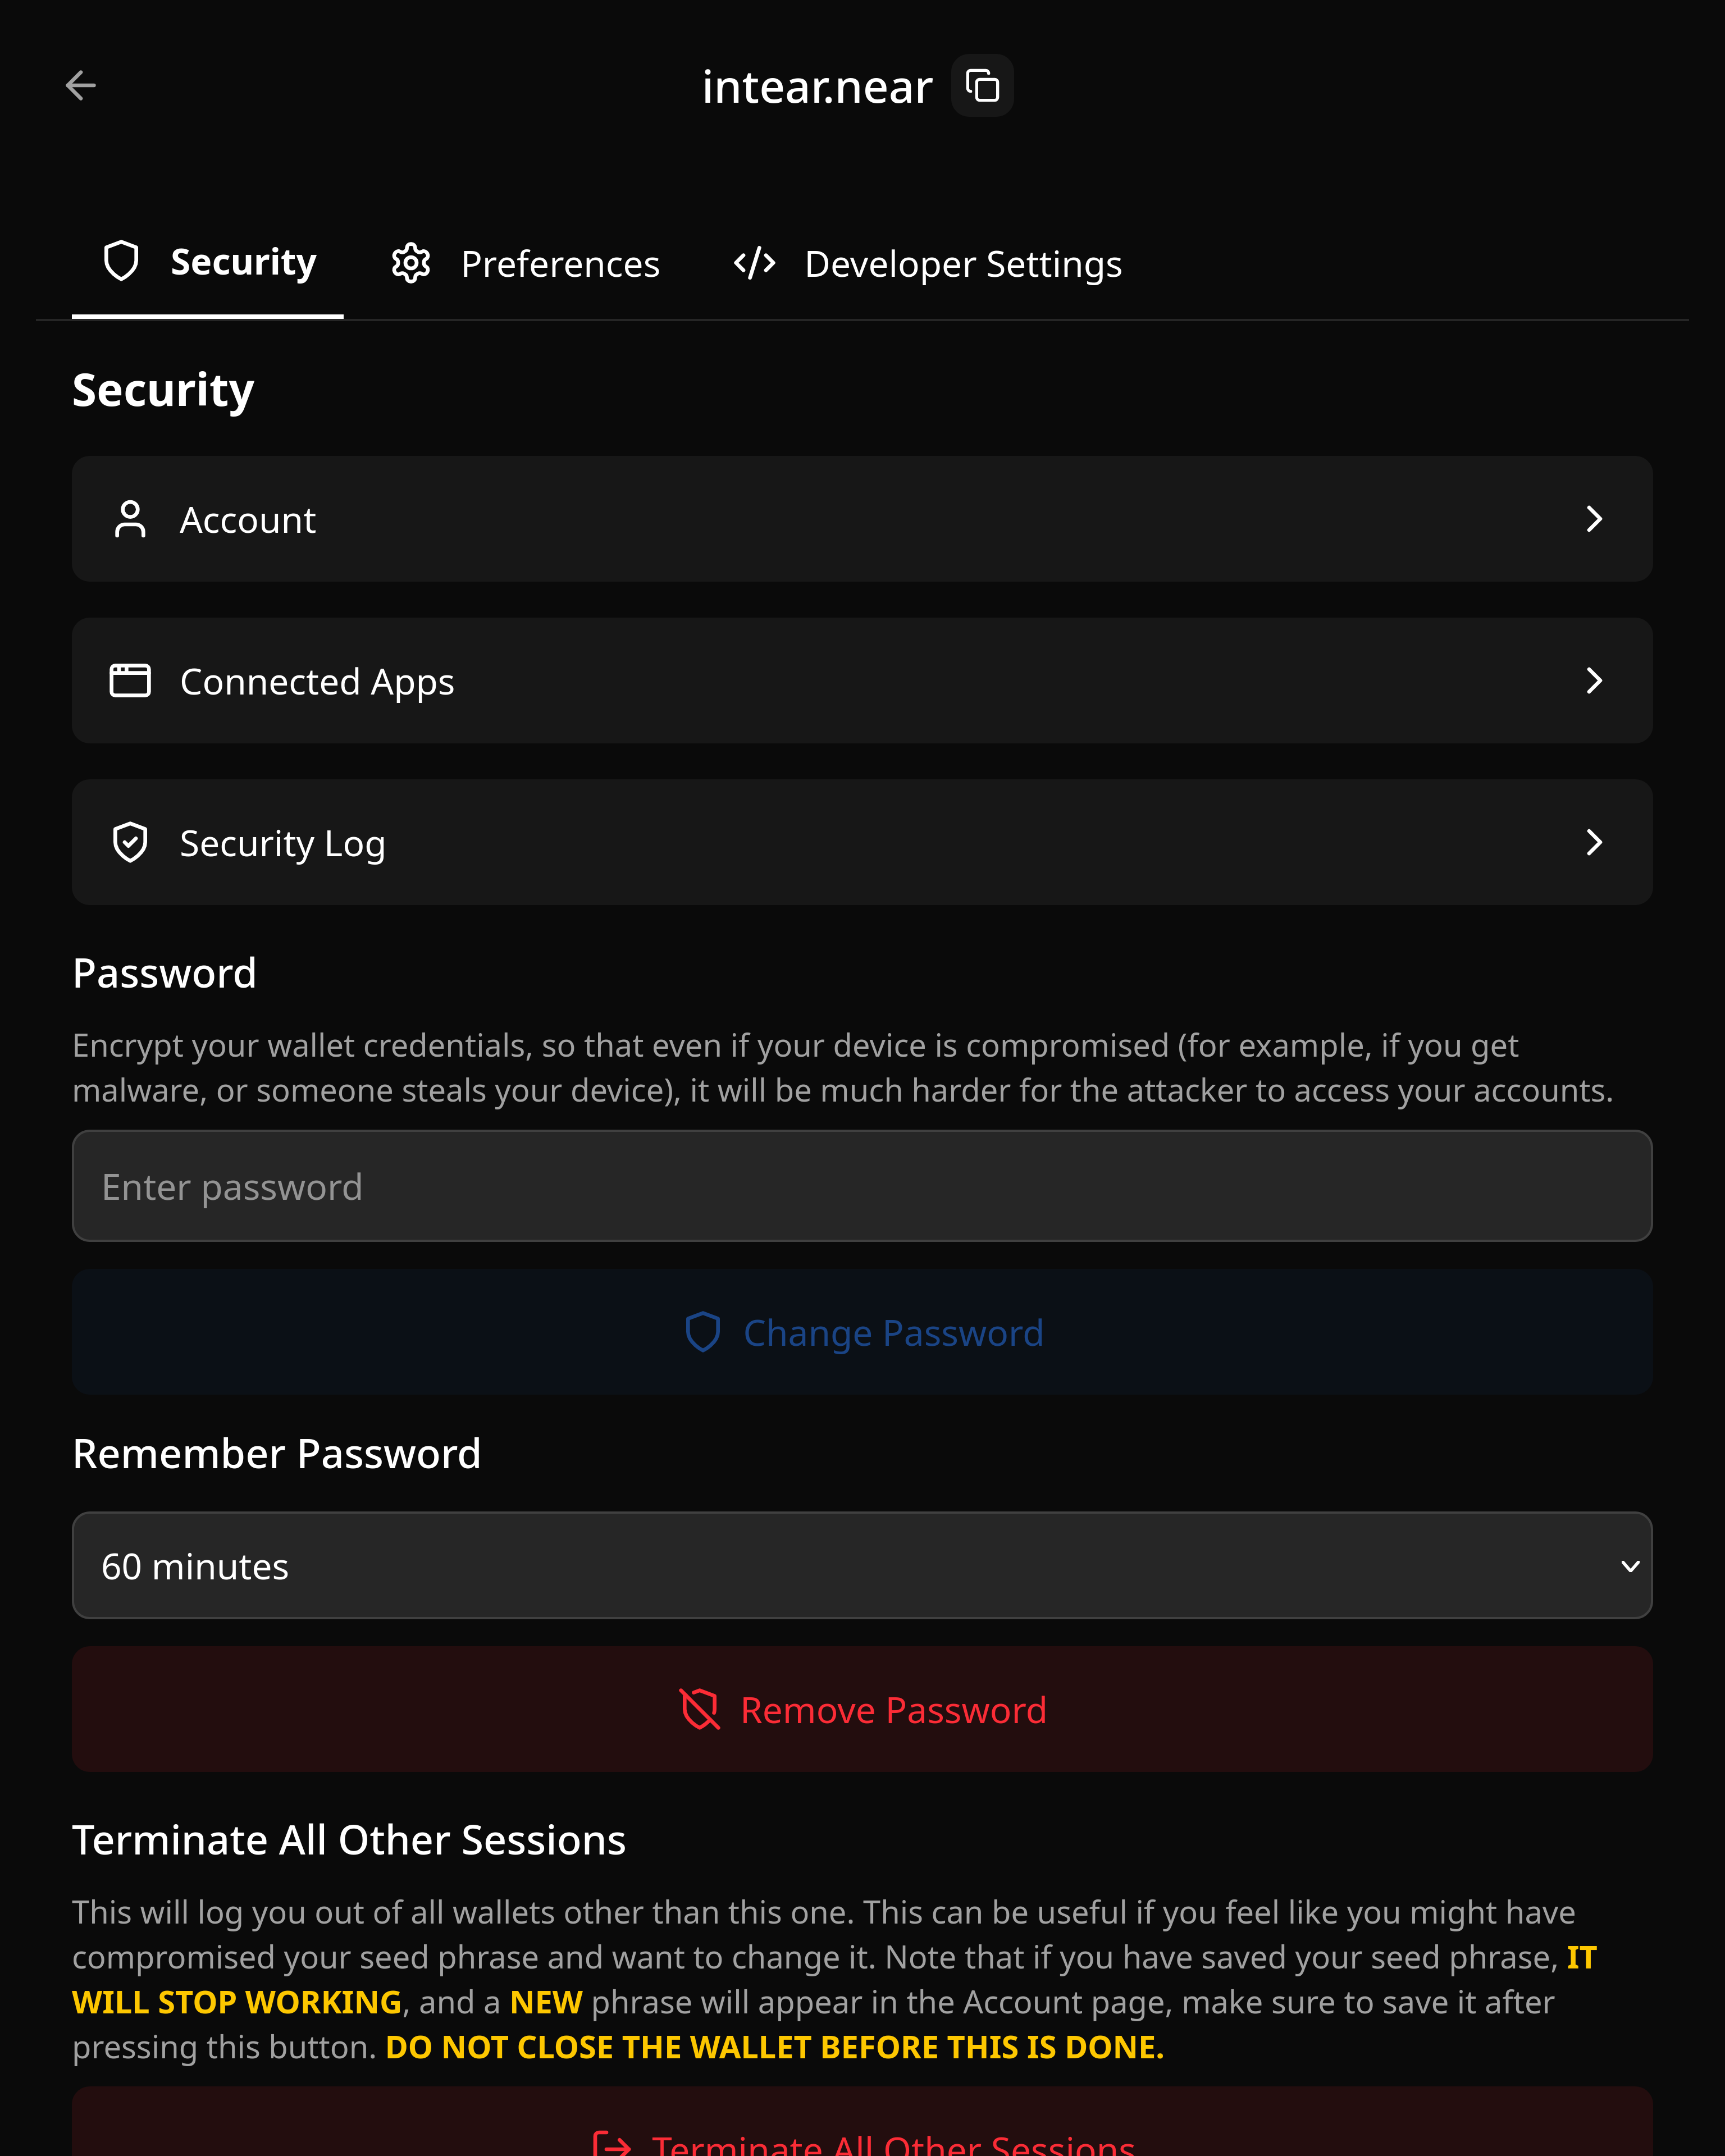 intear.near
Security
Preferences
Developer Settings
Security
Account
Connected Apps
Security Log
Password
Encrypt your wallet credentials, so that even if your device is compromised (for example, if you get
malware, or someone steals your device), it will be much harder for the attacker to access your accounts.
Enter password
Change Password
Remember Password
60 minutes
Remove Password
Terminate All Other Sessions
This will log you out of all wallets other than this one. This can be useful if you feel like you might have
compromised your seed phrase and want to change it. Note that if you have saved your seed phrase, IT
WILL STOP WORKING, and a NEW phrase will appear in the Account page, make sure to save it after
pressing this button. DO NOT CLOSE THE WALLET BEFORE THIS IS DONE.
Terminate All Other Sessions